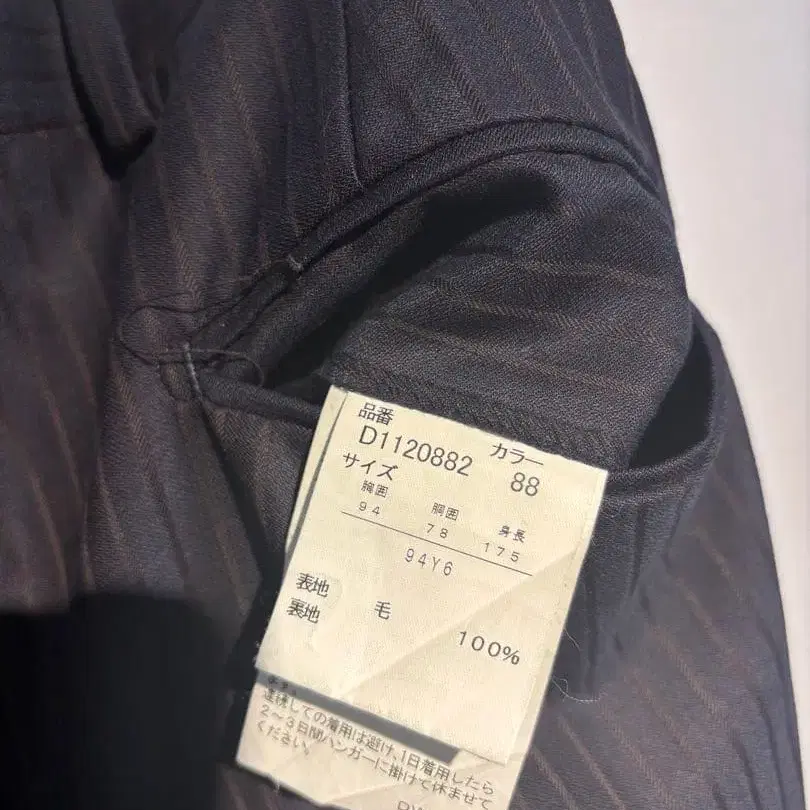 品番 カラー
D1120882 88
サイズ
胸囲 胴囲 身長
94 78 175
94Y6
表地
裏地 毛 100%
連続しての着用は避け、1日着用したら
2〜3日間ハンガーに掛けて休ませて
ください。